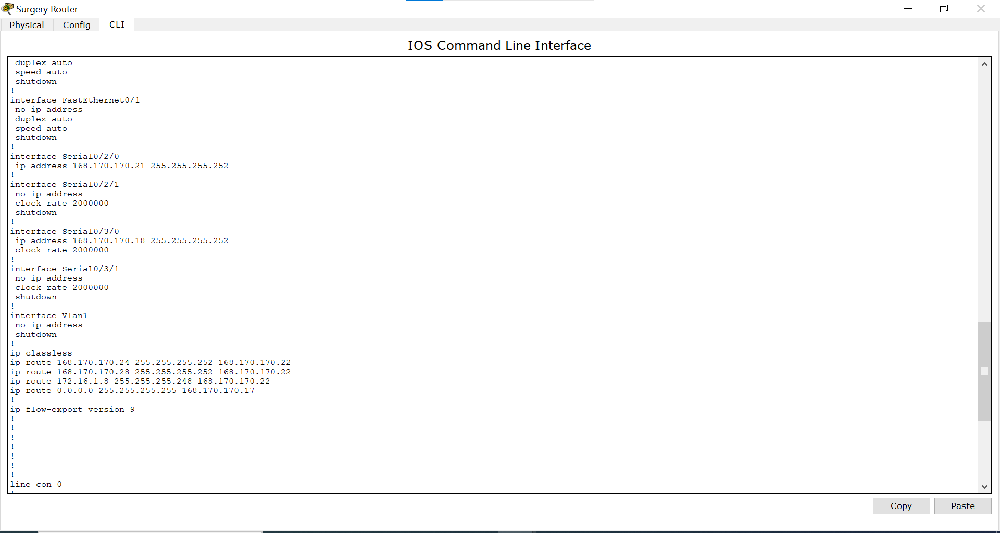 Surgery Router
Physical Config CLI
IOS Command Line Interface
duplex auto
speed auto
shutdown
!
interface FastEthernet0/1
no ip address
duplex auto
speed auto
shutdown
!
interface Serial0/2/0
ip address 168.170.170.21 255.255.255.252
!
interface Serial0/2/1
no ip address
clock rate 2000000
shutdown
!
interface Serial0/3/0
ip address 168.170.170.18 255.255.255.252
clock rate 2000000
!
interface Serial0/3/1
no ip address
clock rate 2000000
shutdown
!
interface Vlan1
no ip address
shutdown
!
ip classless
ip route 168.170.170.24 255.255.255.252 168.170.170.22
ip route 168.170.170.28 255.255.255.252 168.170.170.22
ip route 172.16.1.8 255.255.255.248 168.170.170.22
ip route 0.0.0.0 255.255.255.255 168.170.170.17
!
ip flow-export version 9
!
!
!
!
!
!
!
line con 0
!
Copy Paste